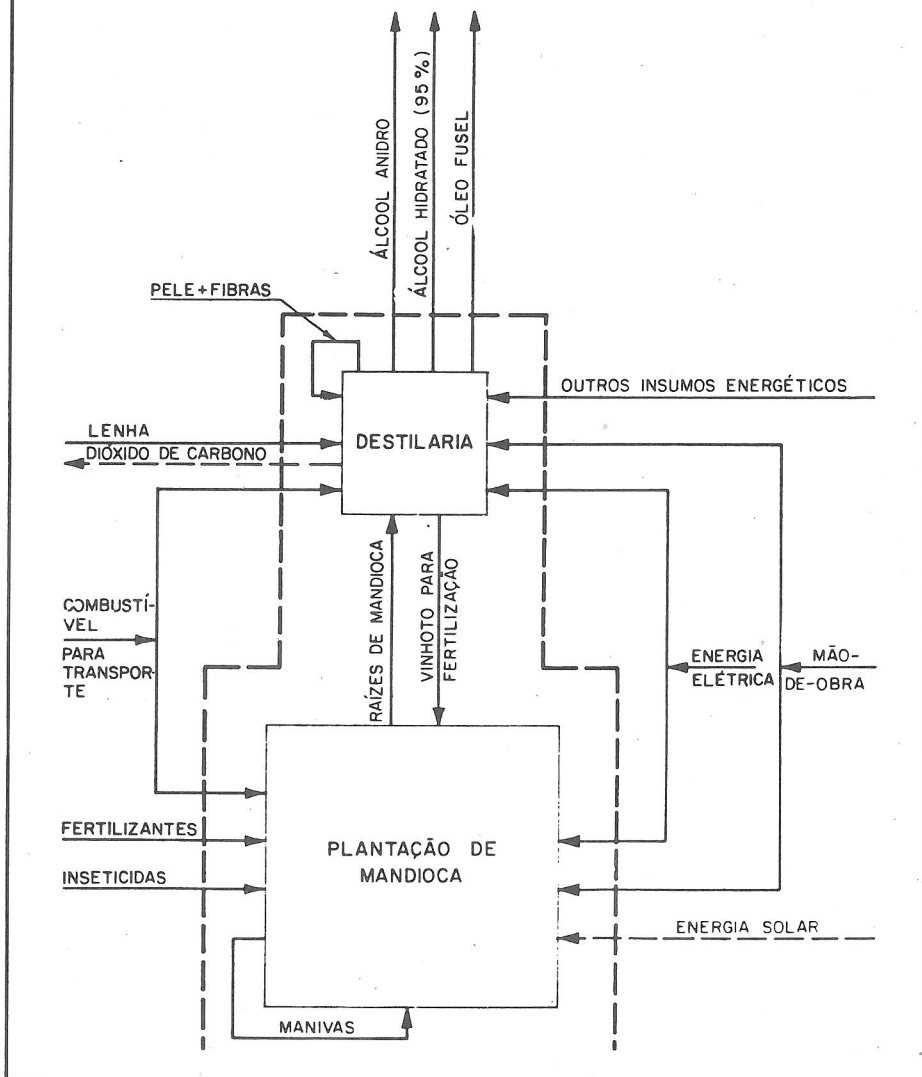 ÁLCOOL ANIDRO
ÁLCOOL HIDRATADO (95 %)
ÓLEO FUSEL
PELE+FIBRAS
OUTROS INSUMOS ENERGÉTICOS
LENHA
DIÓXIDO DE CARBONO
DESTILARIA
COMBUSTÍ-
VEL
PARA
TRANSPOR-
TE
RAÍZES DE MANDIOCA
VINHOTO PARA
FERTILIZAÇÃO
ENERGIA
ELÉTRICA
MÃO-
DE-OBRA
FERTILIZANTES
INSETICIDAS
PLANTAÇÃO DE
MANDIOCA
ENERGIA SOLAR
MANIVAS